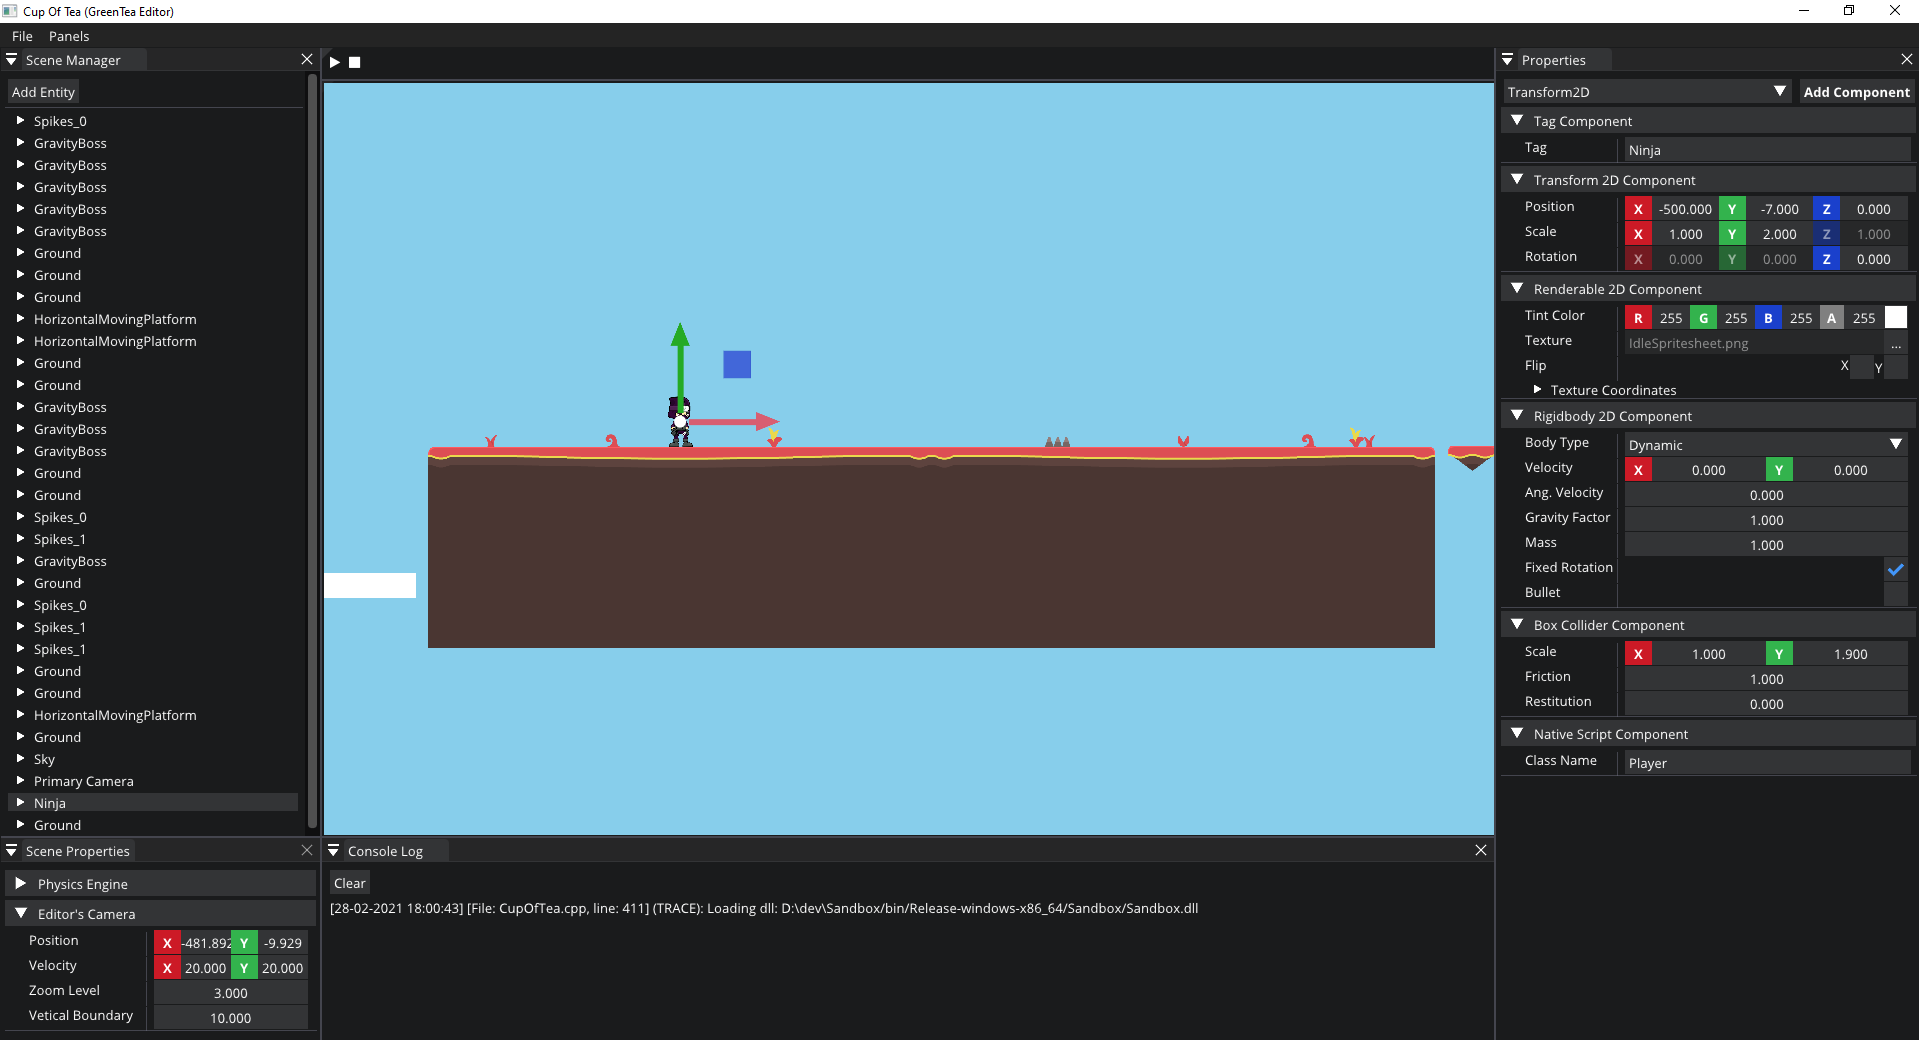 Cup Of Tea (GreenTea Editor)
File Panels
Scene Manager
Add Entity
Spikes_0
GravityBoss
GravityBoss
GravityBoss
GravityBoss
GravityBoss
Ground
Ground
Ground
HorizontalMovingPlatform
HorizontalMovingPlatform
Ground
Ground
GravityBoss
GravityBoss
GravityBoss
Ground
Ground
Spikes_0
Spikes_1
GravityBoss
Ground
Spikes_0
Spikes_1
Spikes_1
Ground
Ground
HorizontalMovingPlatform
Ground
Sky
Primary Camera
Ninja
Ground
Scene Properties
Physics Engine
Editor's Camera
Position X -481.892 Y -9.929
Velocity X 20.000 Y 20.000
Zoom Level 3.000
Vetical Boundary 10.000
Console Log
Clear
[28-02-2021 18:00:43] [File: CupOfTea.cpp, line: 411] (TRACE): Loading dll: D:\dev\Sandbox/bin/Release-windows-x86_64/Sandbox/Sandbox.dll
Properties
Transform2D Add Component
Tag Component
Tag Ninja
Transform 2D Component
Position X -500.000 Y -7.000 Z 0.000
Scale X 1.000 Y 2.000 Z 1.000
Rotation X 0.000 Y 0.000 Z 0.000
Renderable 2D Component
Tint Color R 255 G 255 B 255 A 255
Texture IdleSpritesheet.png ...
Flip X Y
Texture Coordinates
Rigidbody 2D Component
Body Type Dynamic
Velocity X 0.000 Y 0.000
Ang. Velocity 0.000
Gravity Factor 1.000
Mass 1.000
Fixed Rotation
Bullet
Box Collider Component
Scale X 1.000 Y 1.900
Friction 1.000
Restitution 0.000
Native Script Component
Class Name Player